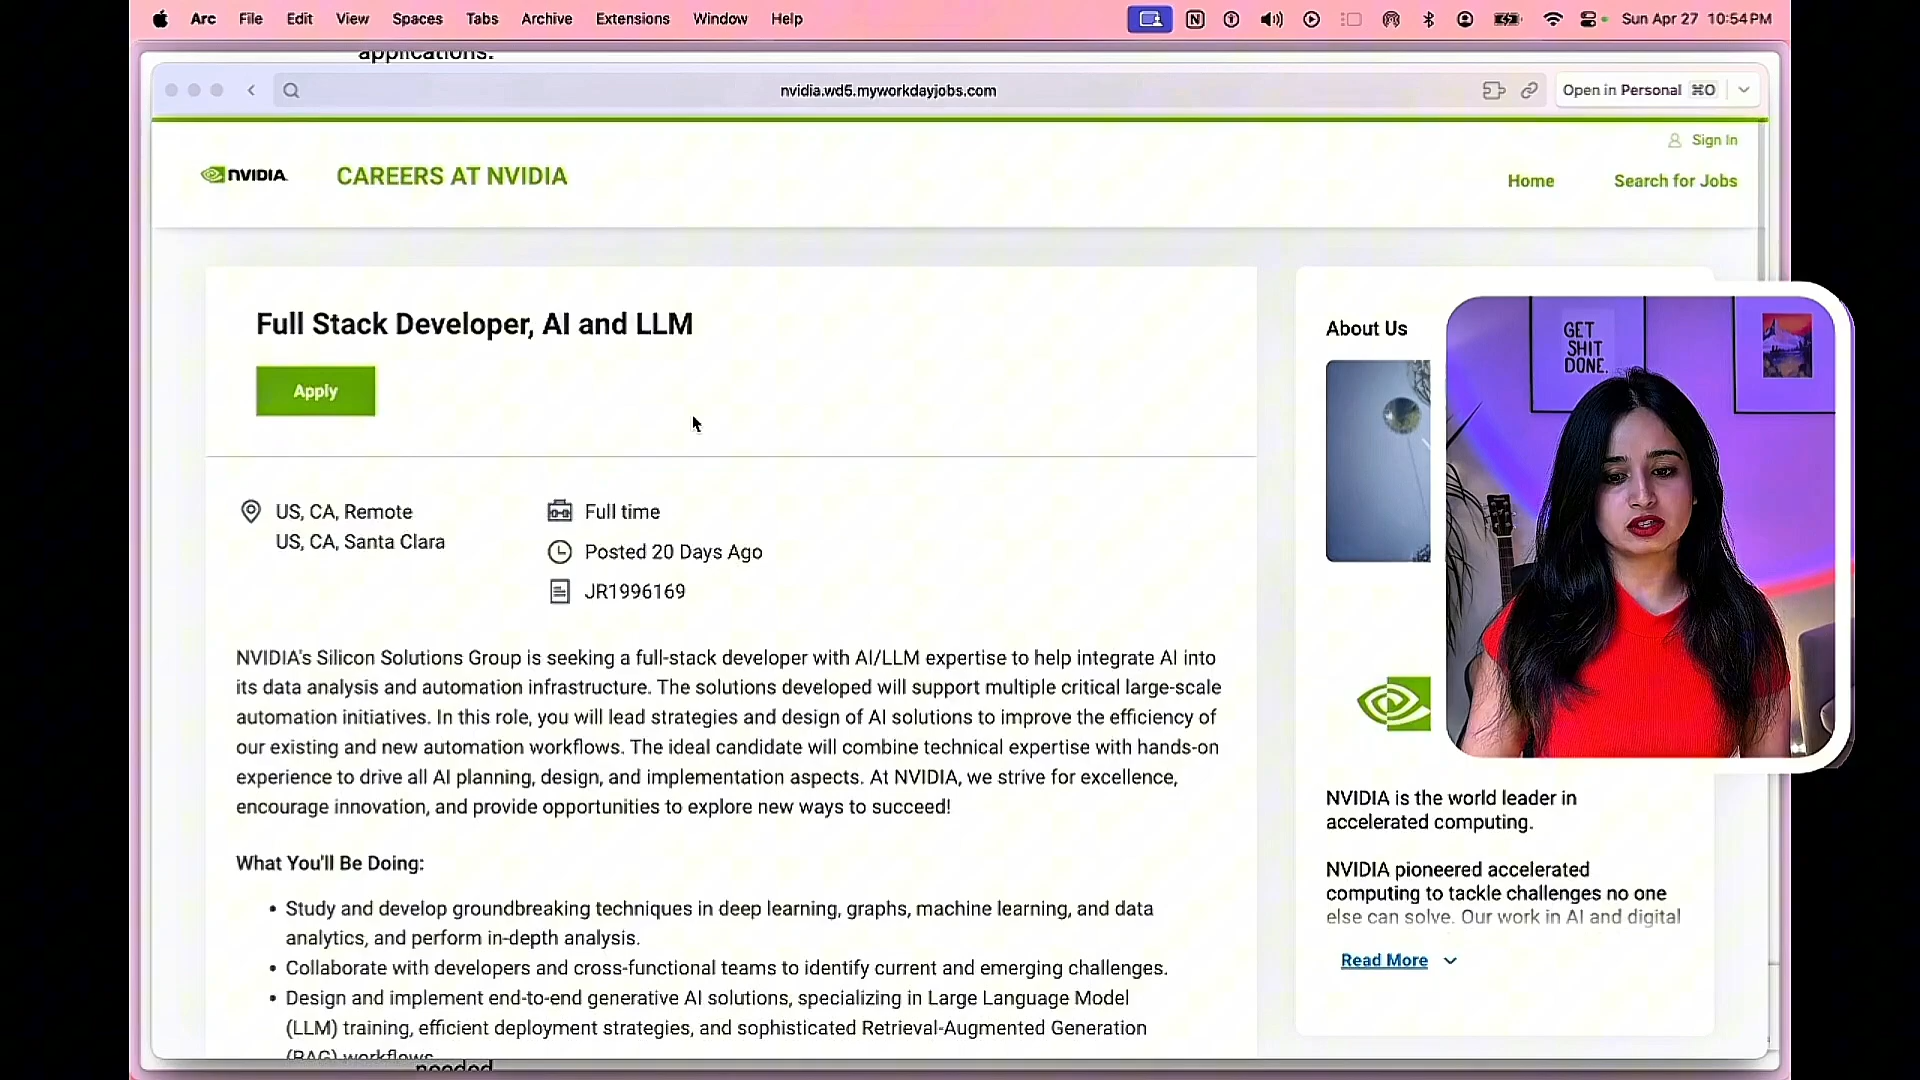 Arc File Edit View Spaces Tabs Archive Extensions Window Help Sun Apr 27 10:54 PM
applications.
nvidia.wd5.myworkdayjobs.com
Open in Personal ⌘O
Sign In
NVIDIA.
CAREERS AT NVIDIA
Home Search for Jobs
Full Stack Developer, AI and LLM
Apply
US, CA, Remote
US, CA, Santa Clara
Full time
Posted 20 Days Ago
JR1996169
NVIDIA's Silicon Solutions Group is seeking a full-stack developer with AI/LLM expertise to help integrate AI into
its data analysis and automation infrastructure. The solutions developed will support multiple critical large-scale
automation initiatives. In this role, you will lead strategies and design of AI solutions to improve the efficiency of
our existing and new automation workflows. The ideal candidate will combine technical expertise with hands-on
experience to drive all AI planning, design, and implementation aspects. At NVIDIA, we strive for excellence,
encourage innovation, and provide opportunities to explore new ways to succeed!
What You'll Be Doing:
• Study and develop groundbreaking techniques in deep learning, graphs, machine learning, and data
analytics, and perform in-depth analysis.
• Collaborate with developers and cross-functional teams to identify current and emerging challenges.
• Design and implement end-to-end generative AI solutions, specializing in Large Language Model
(LLM) training, efficient deployment strategies, and sophisticated Retrieval-Augmented Generation
(RAG) workflows
needed
About Us
GET
SHIT
DONE.
NVIDIA is the world leader in
accelerated computing.
NVIDIA pioneered accelerated
computing to tackle challenges no one
else can solve. Our work in AI and digital
Read More